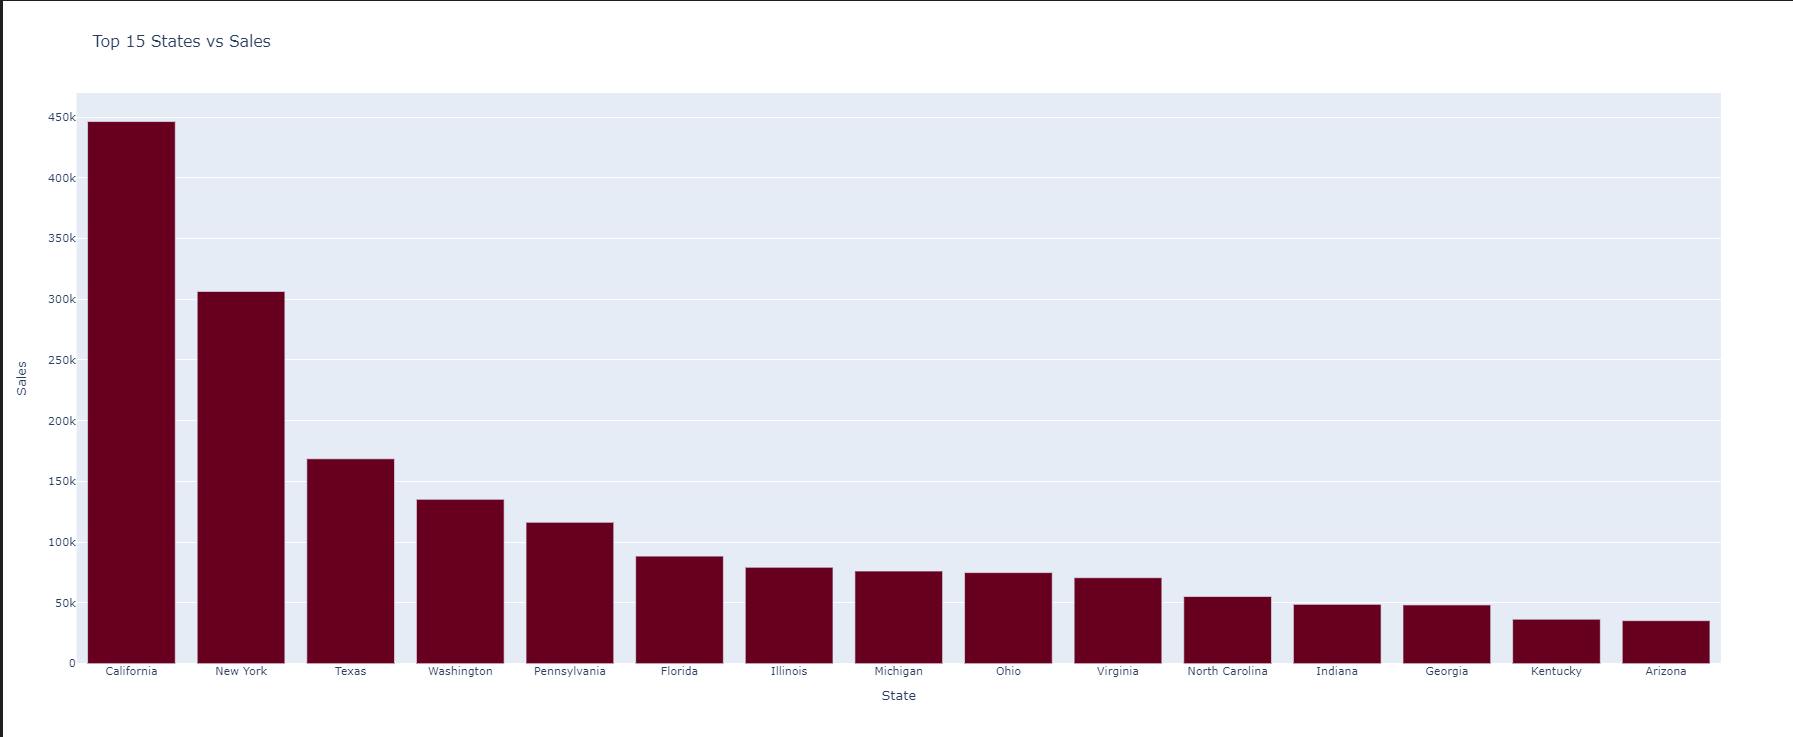 Top 15 States vs Sales
450k
400k
350k
300k
250k
200k
150k
100k
50k
0
Sales
California New York Texas Washington Pennsylvania Florida Illinois Michigan Ohio Virginia North Carolina Indiana Georgia Kentucky Arizona
State